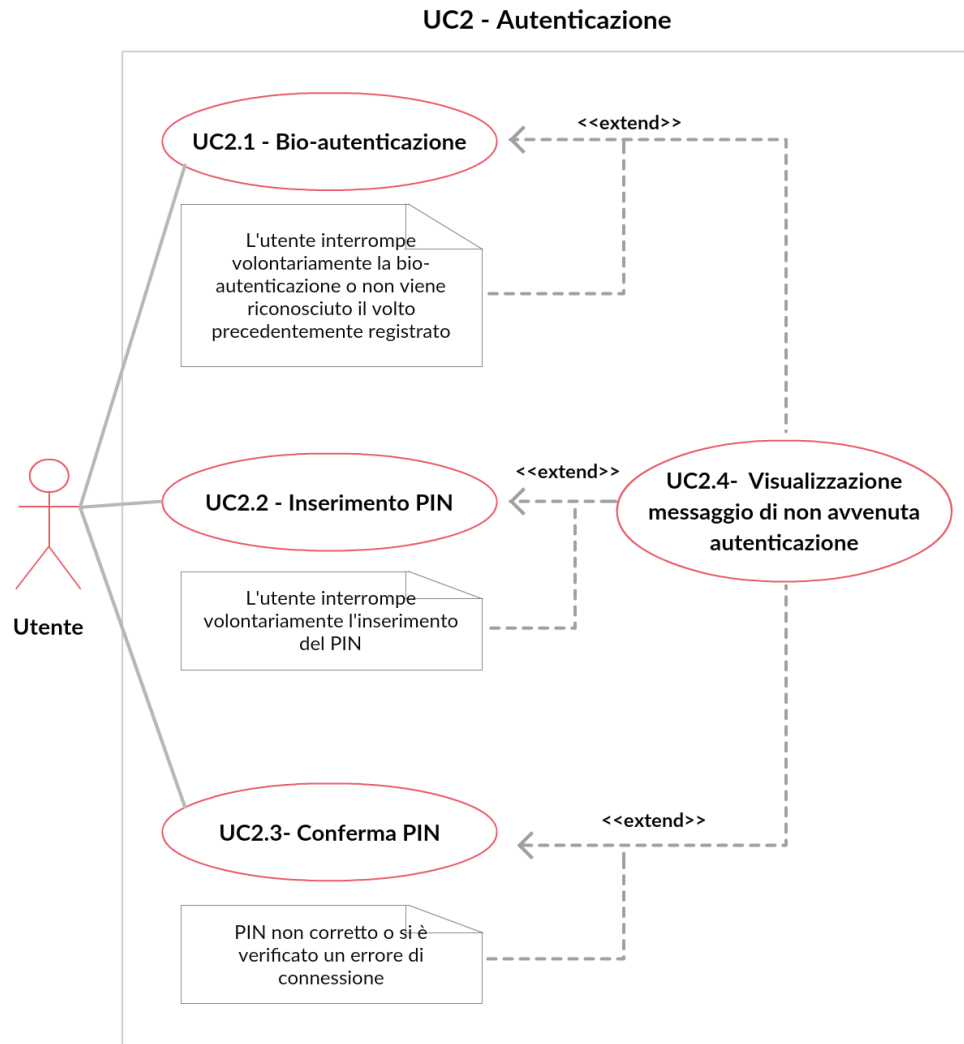 UC2 - Autenticazione
<<extend>>
UC2.1 - Bio-autenticazione
L'utente interrompe
volontariamente la bio-
autenticazione o non viene
riconosciuto il volto
precedentemente registrato
<<extend>>
UC2.2 - Inserimento PIN
UC2.4- Visualizzazione
messaggio di non avvenuta
autenticazione
L'utente interrompe
volontariamente l'inserimento
del PIN
Utente
<<extend>>
UC2.3- Conferma PIN
PIN non corretto o si è
verificato un errore di
connessione